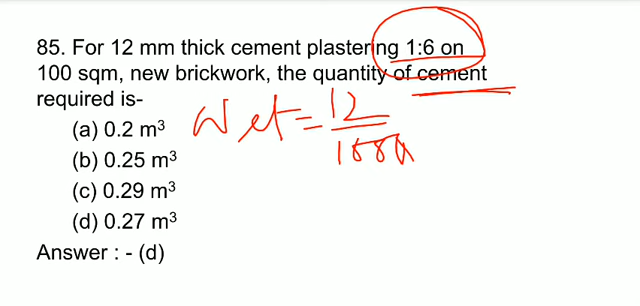 85. For 12 mm thick cement plastering 1:6 on
100 sqm, new brickwork, the quantity of cement
required is-
(a) 0.2 m³
(b) 0.25 m³
(c) 0.29 m³
(d) 0.27 m³
Answer : - (d)
Wet = 12